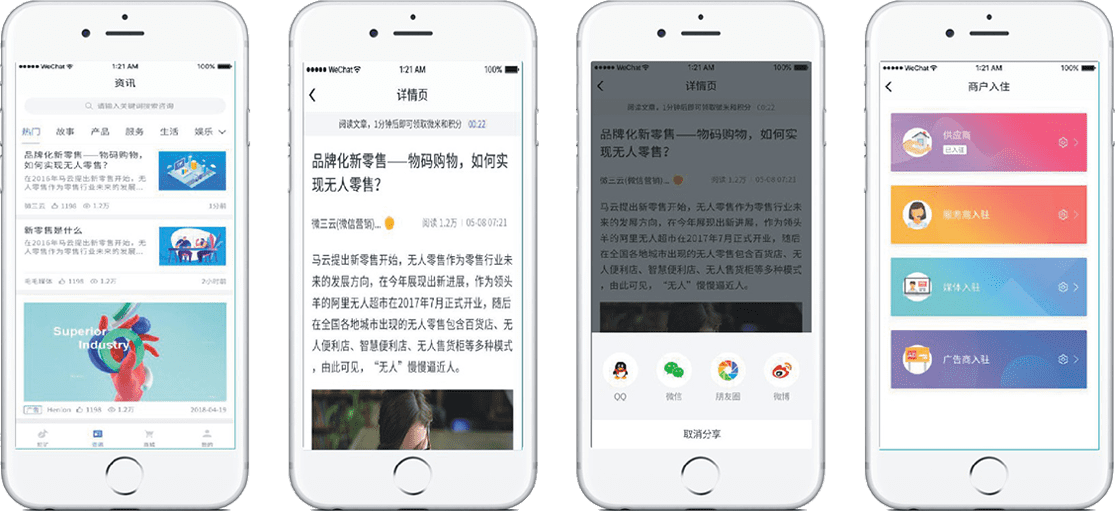 WeChat 1:21 AM 100%
资讯
请输入关键词搜索咨询
热门 故事 产品 服务 生活 娱乐
品牌化新零售——物码购物,
如何实现无人零售?
在2016年马云提出新零售开始,无
人零售作为零售行业未来的发展...
微三云 1198 1.2万 1分前
新零售是什么
在2016年马云提出新零售开始,无
人零售作为零售行业未来的发展...
毛毛媒体 1198 1.2万 2小时前
Superior
Industry
广告 Henlon 1198 1.2万 2018-04-19
商城 我的
WeChat 1:21 AM 100%
详情页
阅读文章,1分钟后即可领取微米和积分 00:22
品牌化新零售——物码购物,如何实
现无人零售?
微三云(微信营销)... 阅读 1.2万 05-08 07:21
马云提出新零售开始,无人零售作为零售行业未
来的发展方向,在今年展现出新进展,作为领头
羊的阿里无人超市在2017年7月正式开业,随后
在全国各地城市出现的无人零售包含百货店、无
人便利店、智慧便利店、无人售货柜等多种模式
,由此可见,“无人”慢慢逼近人。
WeChat 1:21 AM 100%
详情页
阅读文章,1分钟后即可领取微米和积分 00:22
品牌化新零售——物码购物,如何实
现无人零售?
微三云(微信营销)... 阅读 1.2万 05-08 07:21
马云提出新零售开始,无人零售作为零售行业未
来的发展方向,在今年展现出新进展,作为领头
羊的阿里无人超市在2017年7月正式开业,随后
在全国各地城市出现的无人零售包含百货店、无
人便利店、智慧便利店、无人售货柜等多种模式
,由此可见,“无人”慢慢逼近人。
QQ 微信 朋友圈 微博
取消分享
WeChat 1:21 AM 100%
商户入住
供应商
已入驻
服务商入驻
媒体入驻
广告商入驻